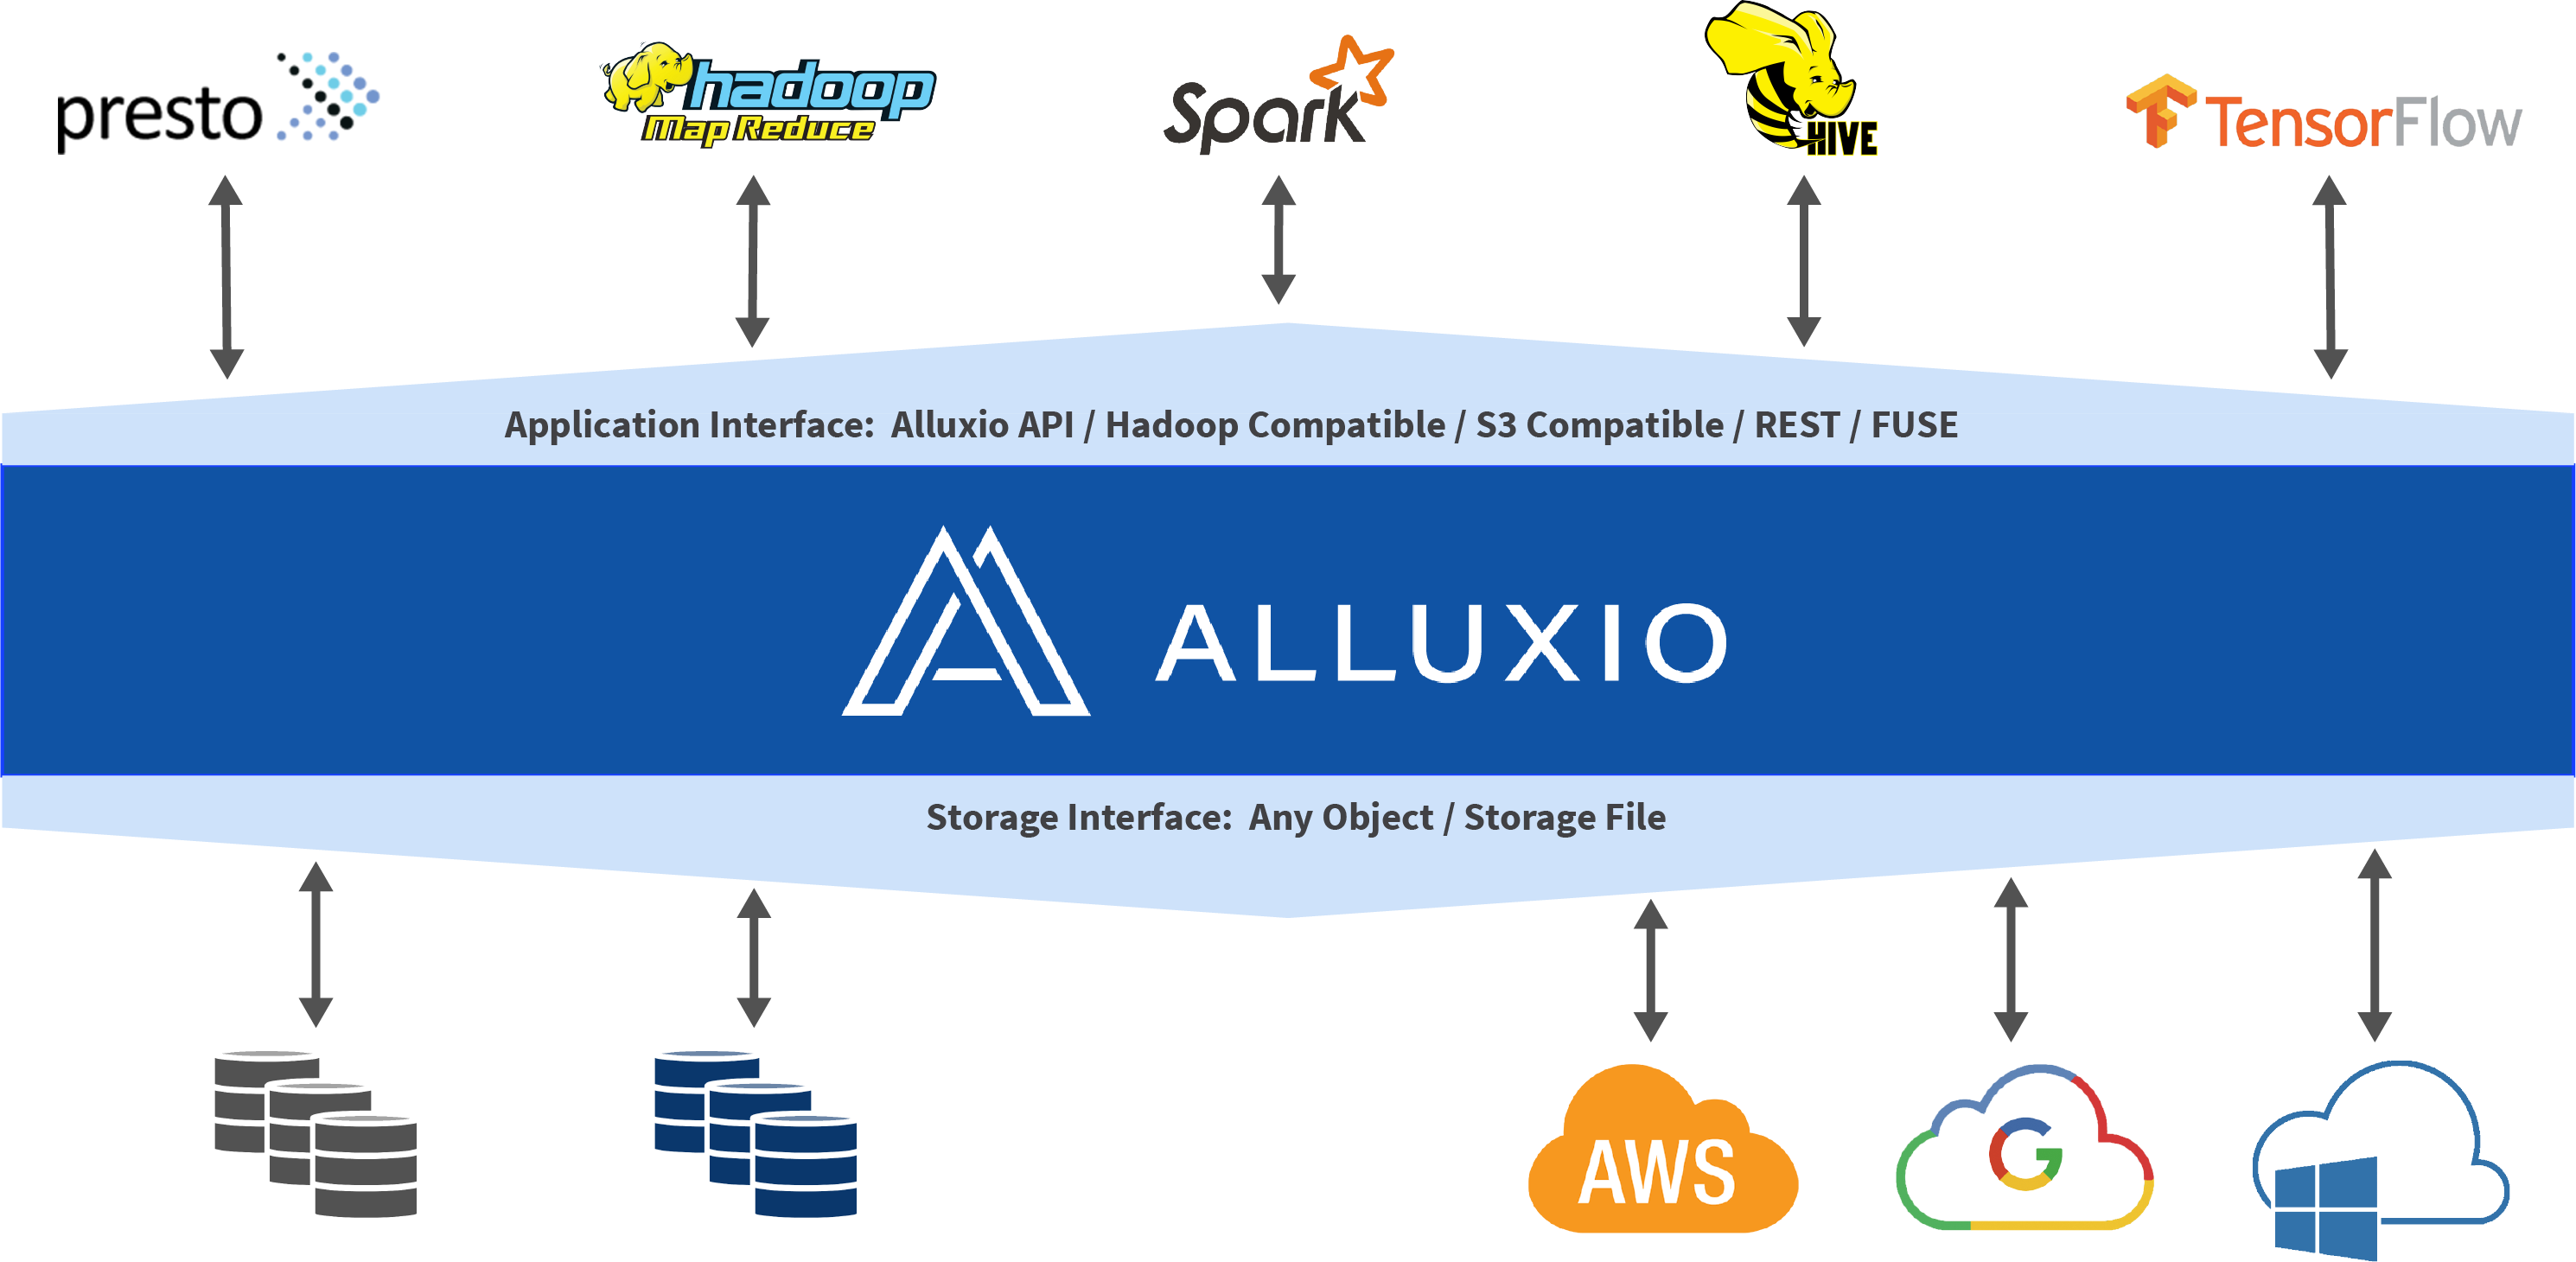 presto
hadoop
Map Reduce
Spark
HIVE
TensorFlow
Application Interface: Alluxio API / Hadoop Compatible / S3 Compatible / REST / FUSE
ALLUXIO
Storage Interface: Any Object / Storage File
AWS
G